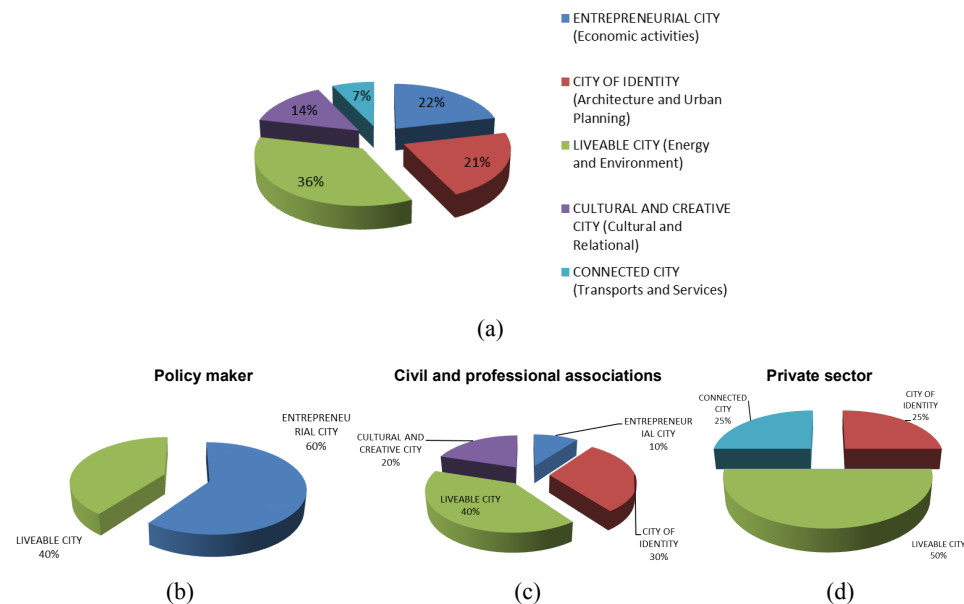 ENTREPRENEURIAL CITY
(Economic activities)
CITY OF IDENTITY
(Architecture and Urban
Planning)
LIVEABLE CITY (Energy
and Environment)
CULTURAL AND CREATIVE
CITY (Cultural and
Relational)
CONNECTED CITY
(Transports and Services)
7%
22%
14%
21%
36%
(a)
Policy maker
ENTREPRENEU
RIAL CITY
60%
LIVEABLE CITY
40%
(b)
Civil and professional associations
ENTREPRENEUR
IAL CITY
10%
CULTURAL AND
CREATIVE CITY
20%
LIVEABLE CITY
40%
CITY OF
IDENTITY
30%
(c)
Private sector
CONNECTED
CITY
25%
CITY OF
IDENTITY
25%
LIVEABLE CITY
50%
(d)